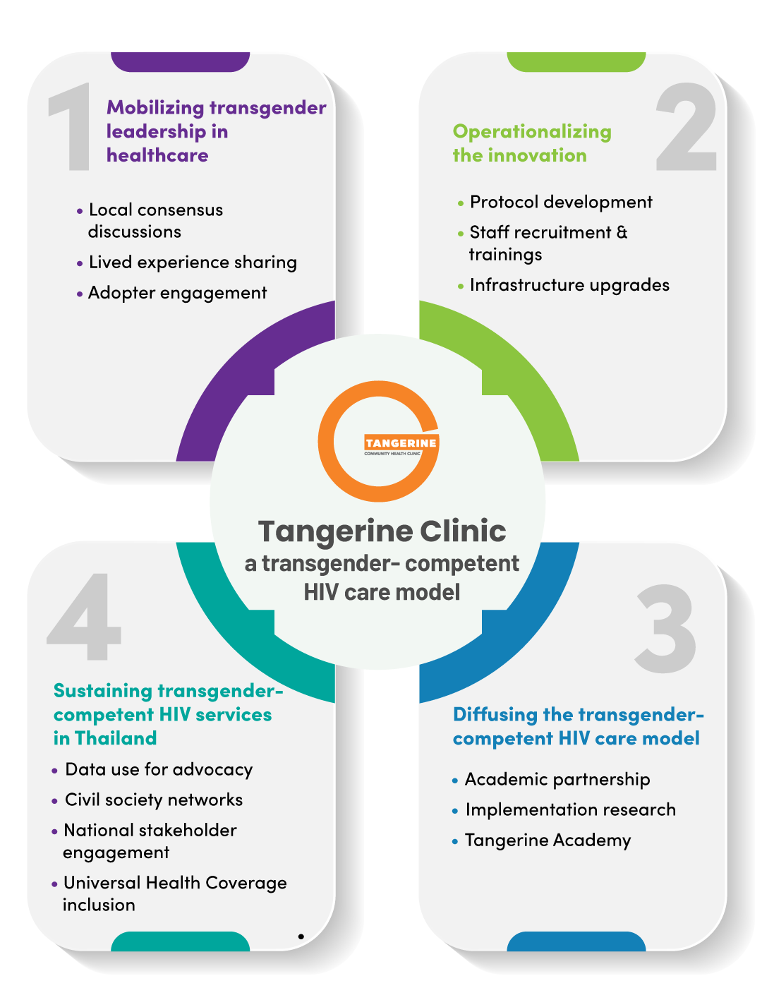 1
Mobilizing transgender
leadership in
healthcare
• Local consensus
discussions
• Lived experience sharing
• Adopter engagement
2
Operationalizing
the innovation
• Protocol development
• Staff recruitment &
trainings
• Infrastructure upgrades
TANGERINE
COMMUNITY HEALTH CLINIC
Tangerine Clinic
a transgender- competent
HIV care model
3
Diffusing the transgender-
competent HIV care model
• Academic partnership
• Implementation research
• Tangerine Academy
4
Sustaining transgender-
competent HIV services
in Thailand
• Data use for advocacy
• Civil society networks
• National stakeholder
engagement
• Universal Health Coverage
inclusion
•